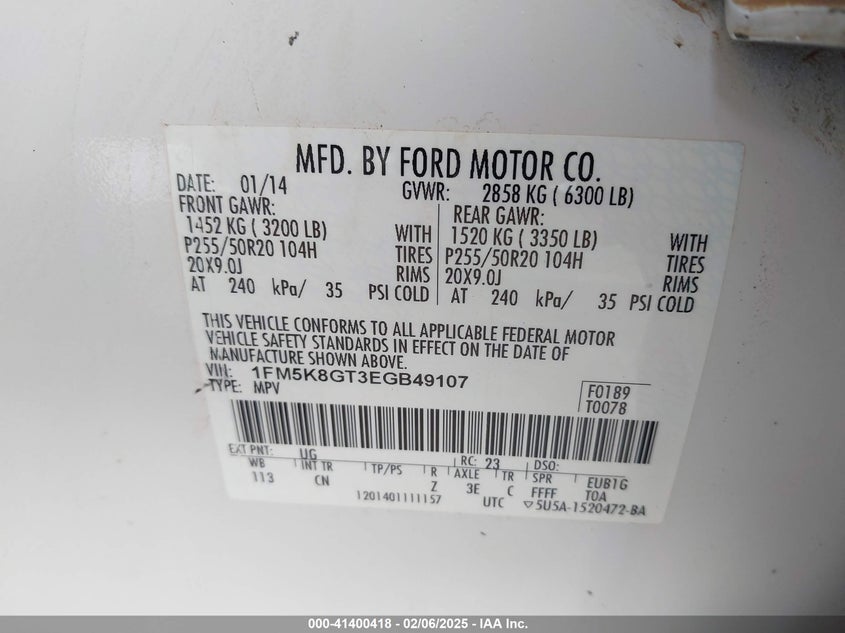 MFD. BY FORD MOTOR CO.
DATE: 01/14 GVWR: 2858 KG ( 6300 LB)
FRONT GAWR: REAR GAWR:
1452 KG ( 3200 LB) WITH 1520 KG ( 3350 LB) WITH
P255/50R20 104H TIRES P255/50R20 104H TIRES
20X9.0J RIMS 20X9.0J RIMS
AT 240 kPa/ 35 PSI COLD AT 240 kPa/ 35 PSI COLD
THIS VEHICLE CONFORMS TO ALL APPLICABLE FEDERAL MOTOR
VEHICLE SAFETY STANDARDS IN EFFECT ON THE DATE OF
MANUFACTURE SHOWN ABOVE.
VIN: 1FM5K8GT3EGB49107
TYPE: MPV
F0189
T0078
EXT PNT: UG RC: 23 DSO:
WB INT TR TP/PS R AXLE TR SPR EUB1G
113 CN Z 3E C FFFF T0A
1201401111157 UTC ▽5U5A-1520472-BA
000-41400418 - 02/06/2025 - IAA Inc.